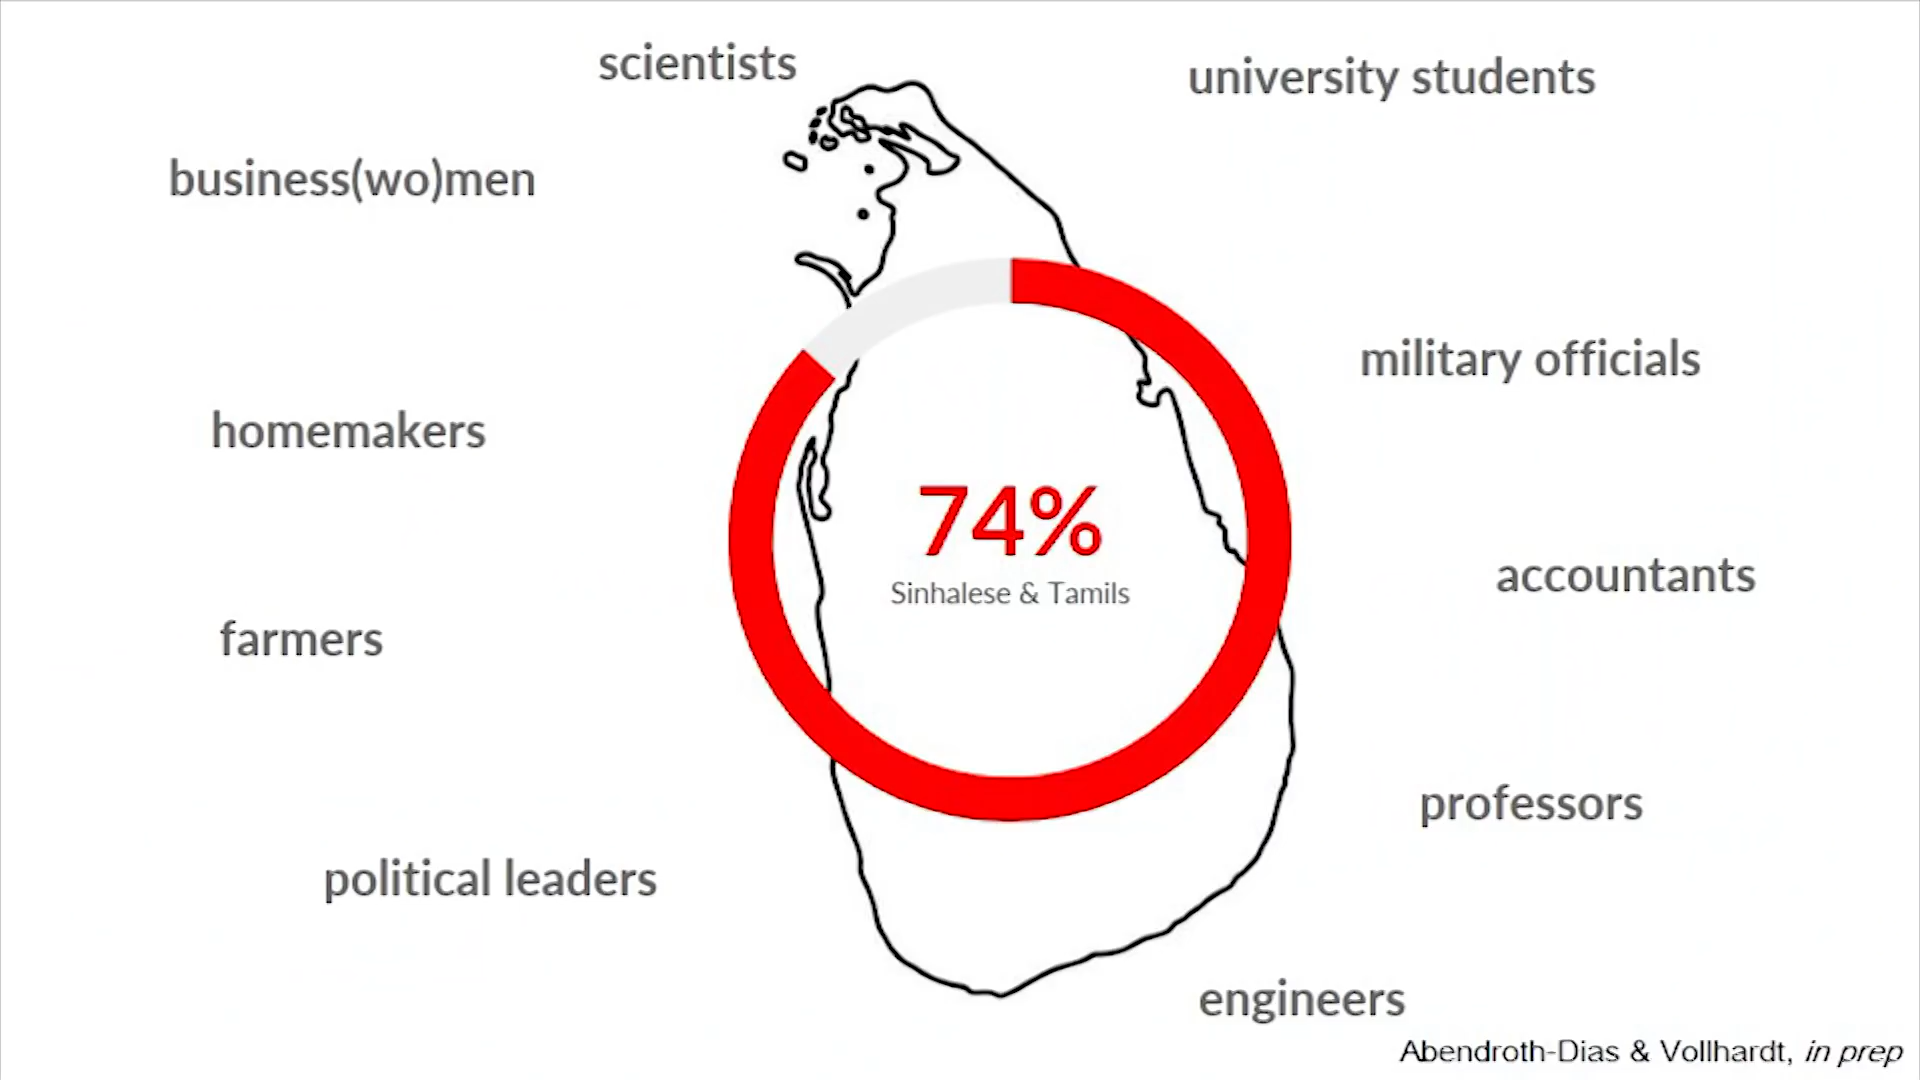 scientists
university students
business(wo)men
military officials
homemakers
74%
Sinhalese & Tamils
accountants
farmers
professors
political leaders
engineers
Abendroth-Dias & Vollhardt, in prep